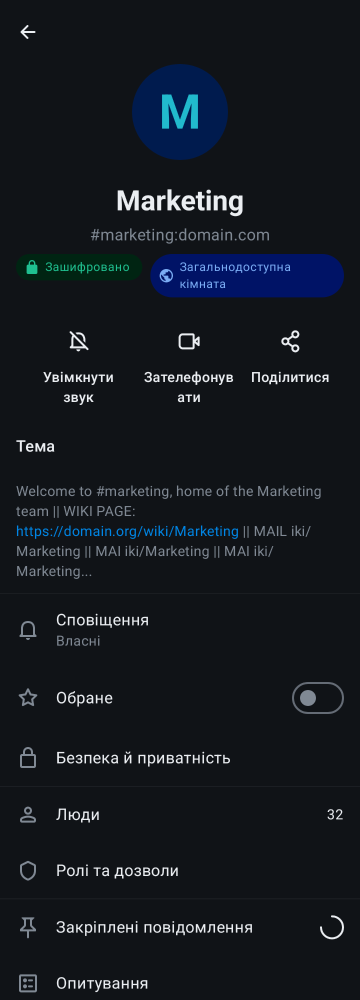 M
Marketing
#marketing:domain.com
Зашифровано
Загальнодоступна
кімната
Увімкнути
звук
Зателефонув
ати
Поділитися
Тема
Welcome to #marketing, home of the Marketing
team || WIKI PAGE:
https://domain.org/wiki/Marketing || MAIL iki/
Marketing || MAI iki/Marketing || MAI iki/
Marketing...
Сповіщення
Власні
Обране
Безпека й приватність
Люди
32
Ролі та дозволи
Закріплені повідомлення
Опитування